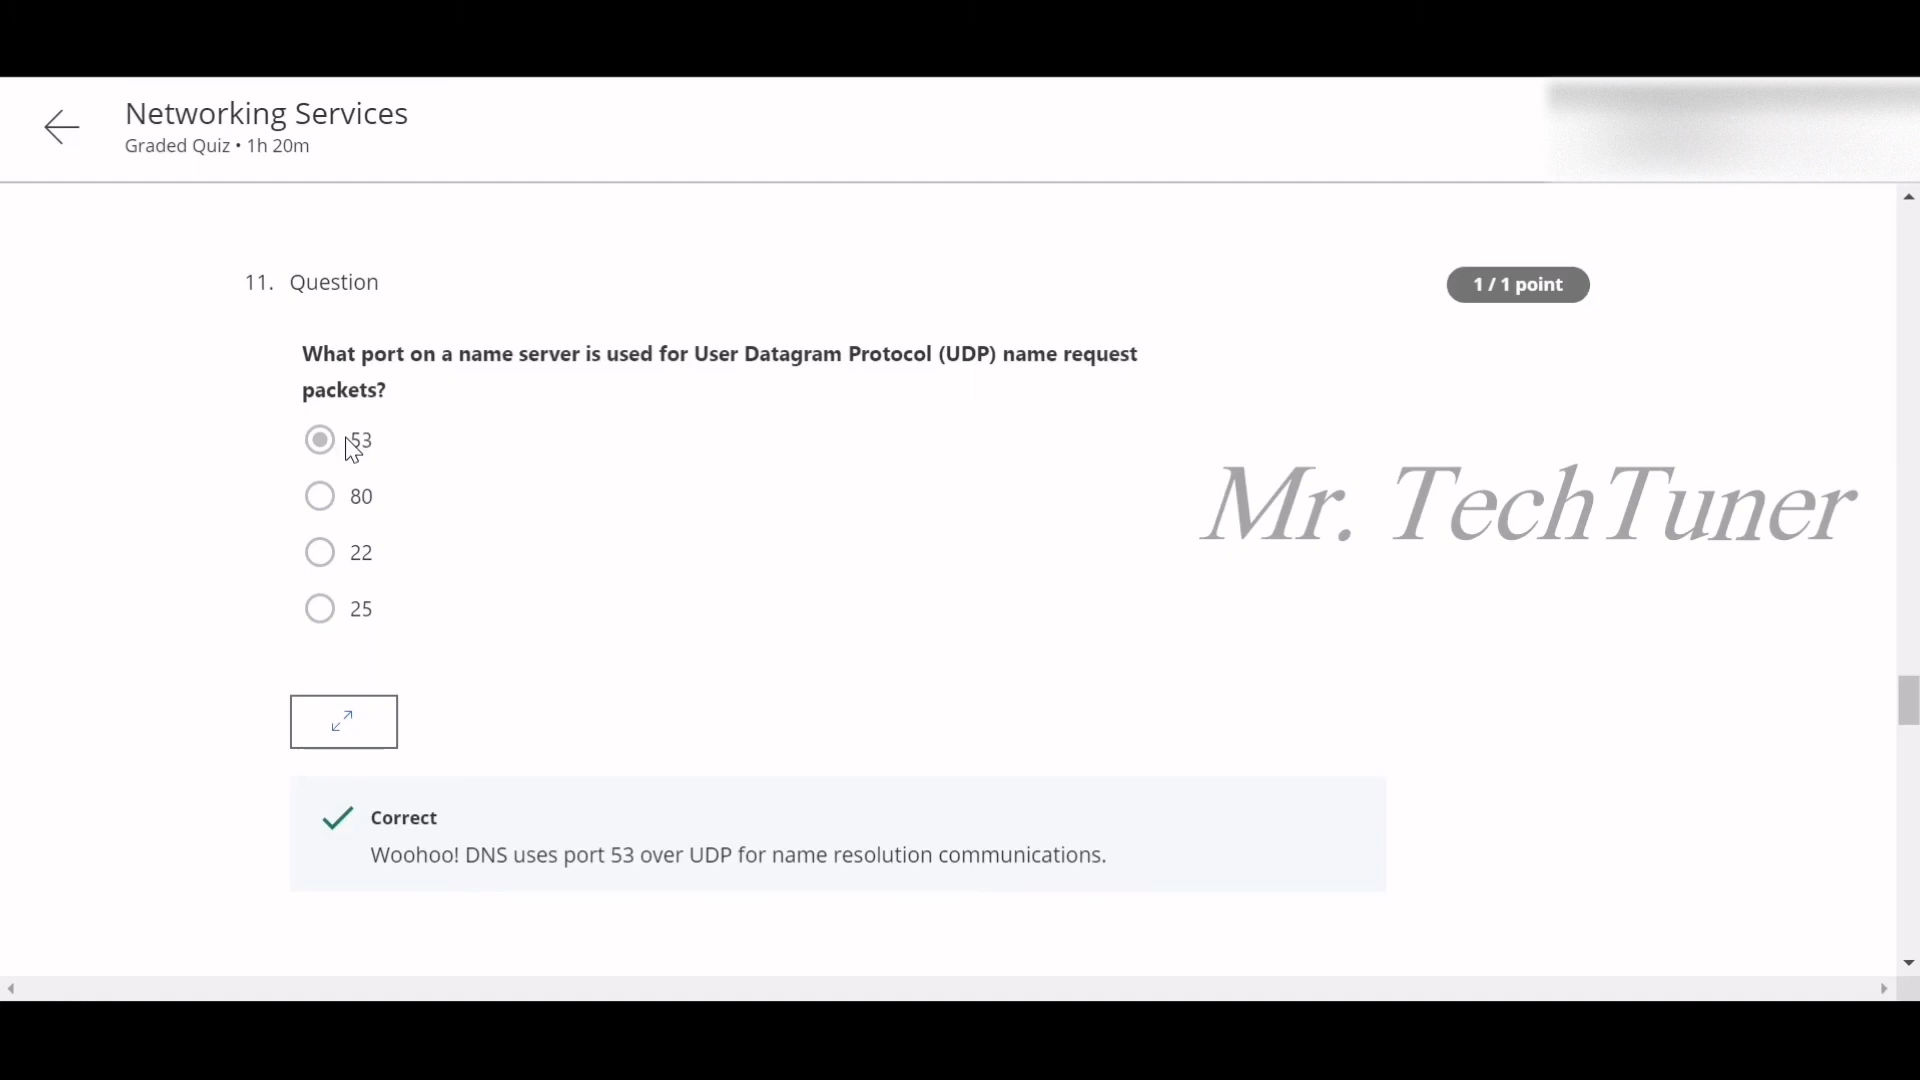 Networking Services
Graded Quiz • 1h 20m
11. Question
1 / 1 point
What port on a name server is used for User Datagram Protocol (UDP) name request
packets?
53
80
22
25
Mr. TechTuner
Correct
Woohoo! DNS uses port 53 over UDP for name resolution communications.